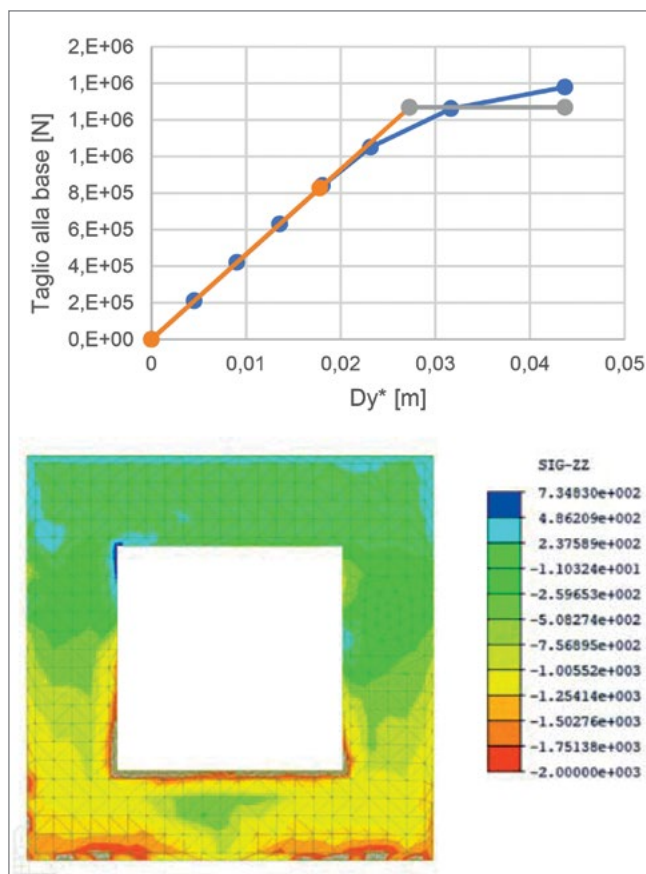 2,E+06
1,E+06
1,E+06
1,E+06
8,E+05
6,E+05
4,E+05
2,E+05
0,E+00
Taglio alla base [N]
0 0,01 0,02 0,03 0,04 0,05
Dy* [m]
SIG-ZZ
7.34830e+002
4.86209e+002
2.37589e+002
-1.10324e+001
-2.59653e+002
-5.08274e+002
-7.56895e+002
-1.00552e+003
-1.25414e+003
-1.50276e+003
-1.75138e+003
-2.00000e+003